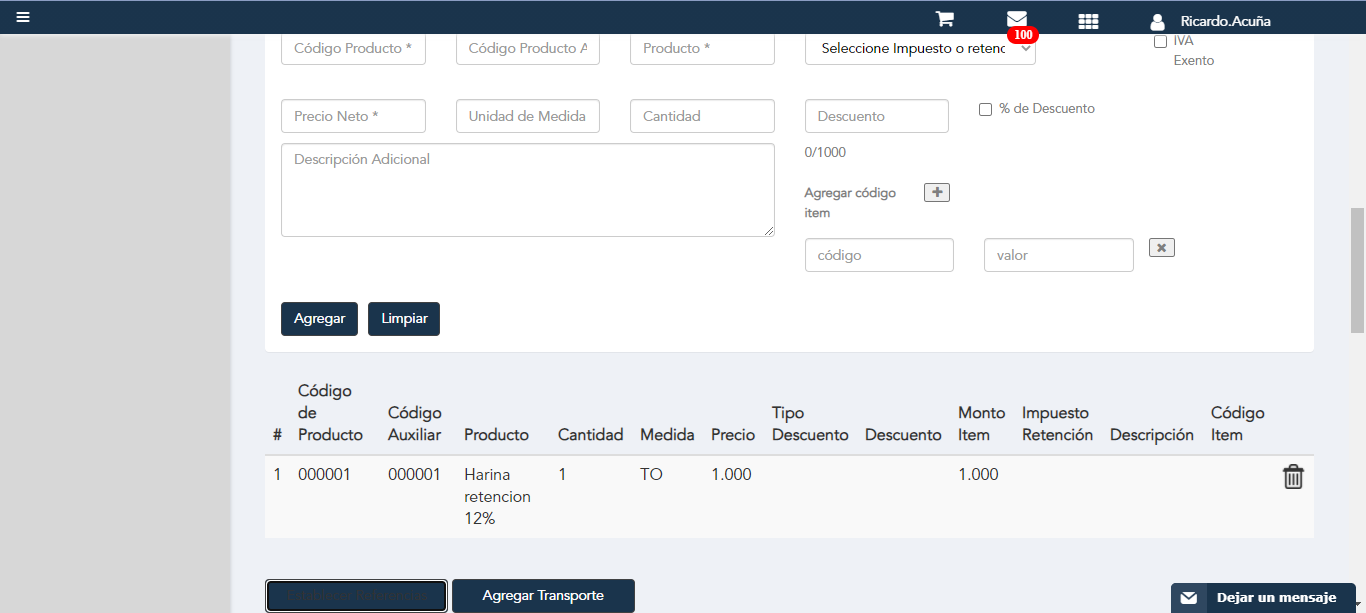 Ricardo.Acuña
100
Código Producto *
Código Producto A
Producto *
Seleccione Impuesto o retenc
IVA
Exento
Precio Neto *
Unidad de Medida
Cantidad
Descuento
% de Descuento
Descripción Adicional
0/1000
Agregar código
item
código
valor
Agregar
Limpiar
# Código de Producto Código Auxiliar Producto Cantidad Medida Precio Tipo Descuento Descuento Monto Item Impuesto Retención Descripción Código Item
1 000001 000001 Harina retencion 12% 1 TO 1.000 1.000
Agregar Transporte
Dejar un mensaje